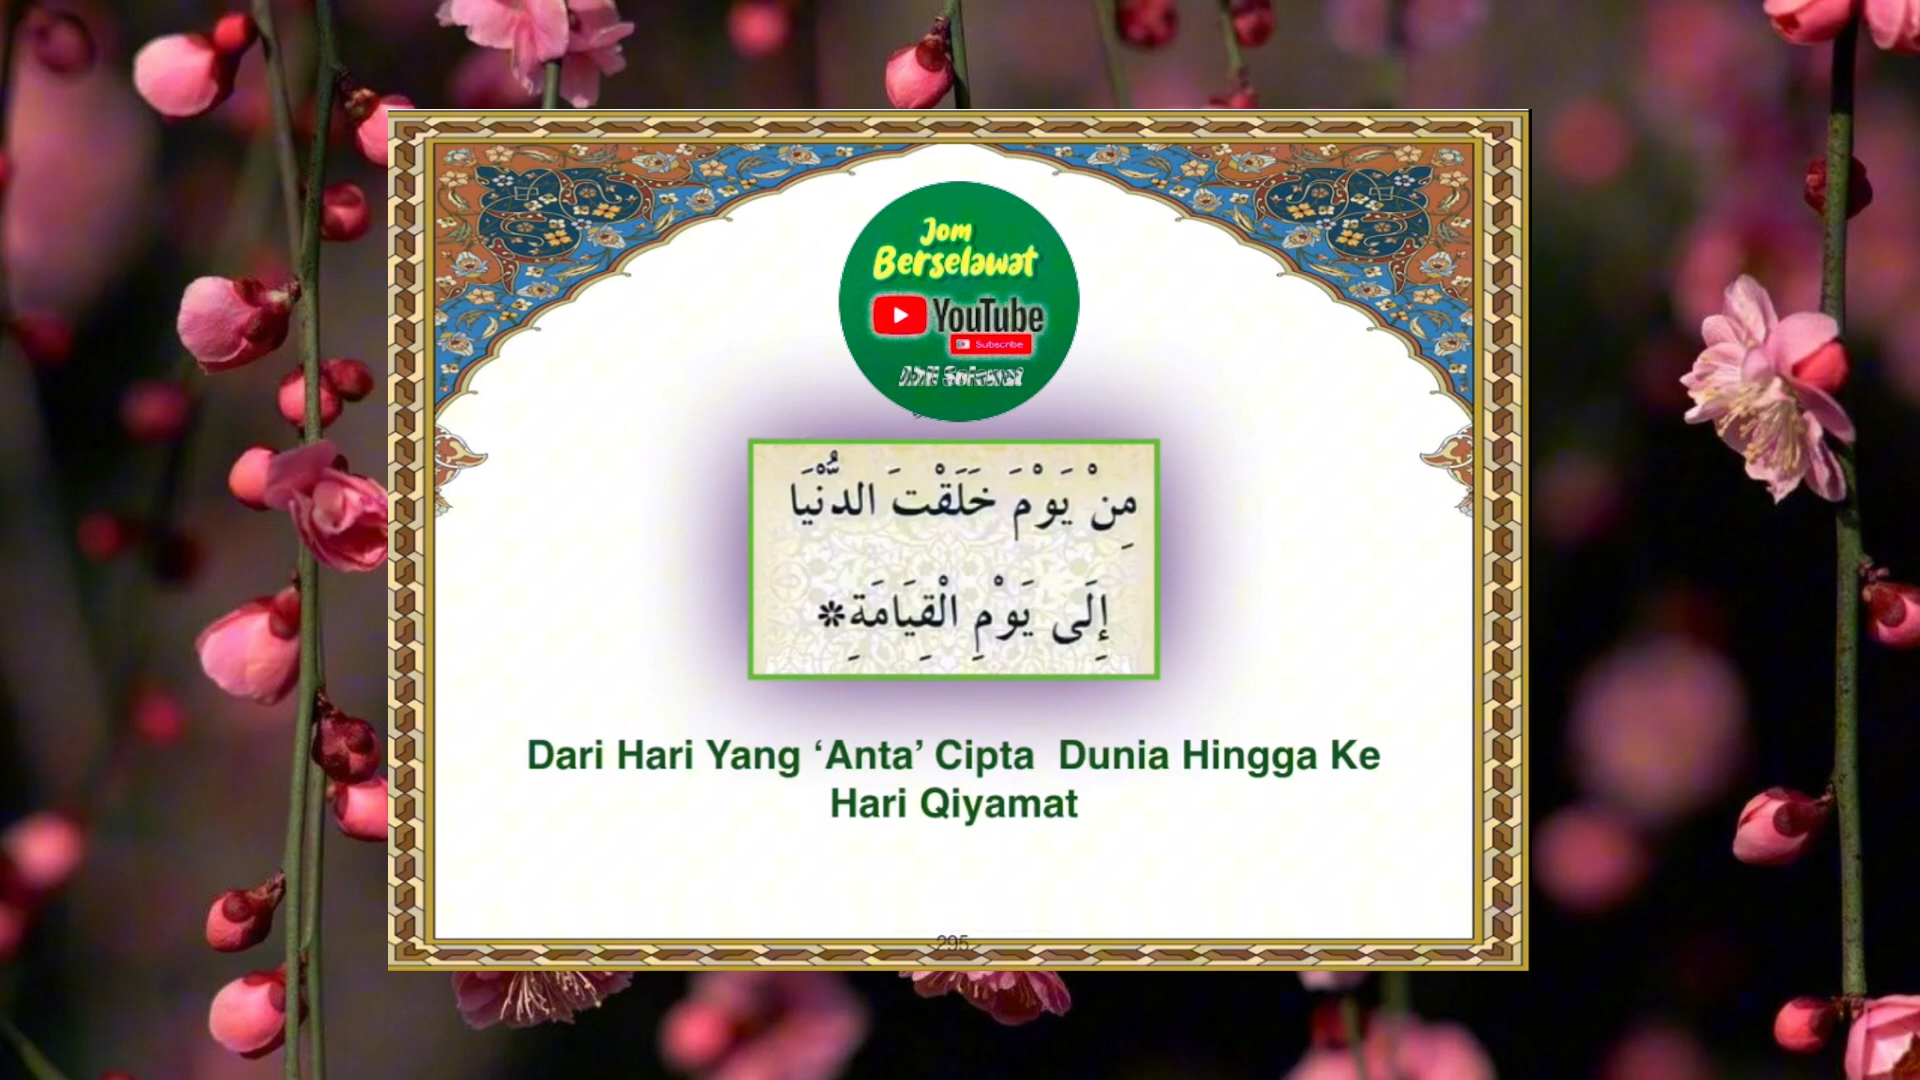 Jom
Berselawat
YouTube
Subscribe
مِنْ يَوْمَ خَلَقْتَ الدُّنْيَا
إِلَى يَوْمِ الْقِيَامَةِ*
Dari Hari Yang ‘Anta’ Cipta Dunia Hingga Ke
Hari Qiyamat
295